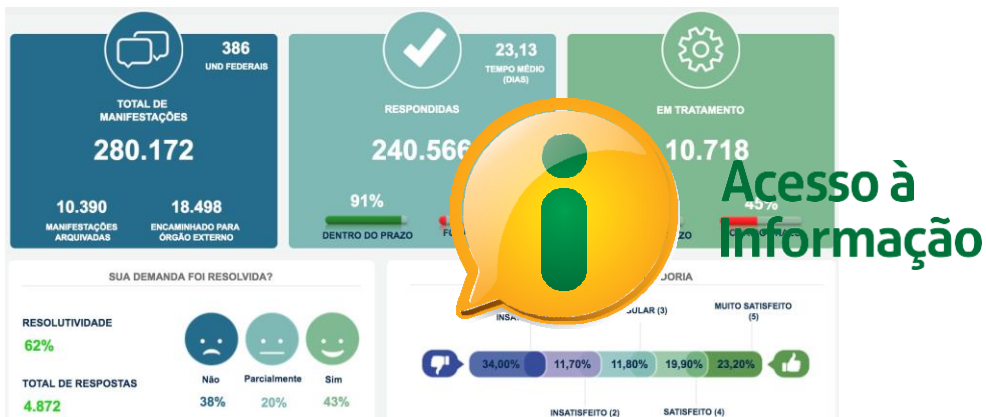 386
UND FEDERAIS
TOTAL DE
MANIFESTAÇÕES
280.172
10.390
MANIFESTAÇÕES
ARQUIVADAS
18.498
ENCAMINHADO PARA
ÓRGÃO EXTERNO
23,13
TEMPO MÉDIO
(DIAS)
RESPONDIDAS
240.566
91%
DENTRO DO PRAZO
EM TRATAMENTO
10.718
45%
Acesso à
Informação
SUA DEMANDA FOI RESOLVIDA?
RESOLUTIVIDADE
62%
TOTAL DE RESPOSTAS
4.872
Não
Parcialmente
Sim
38%
20%
43%
(3)
MUITO SATISFEITO
(5)
34,00%
11,70%
11,80%
19,90%
23,20%
INSATISFEITO (2)
SATISFEITO (4)